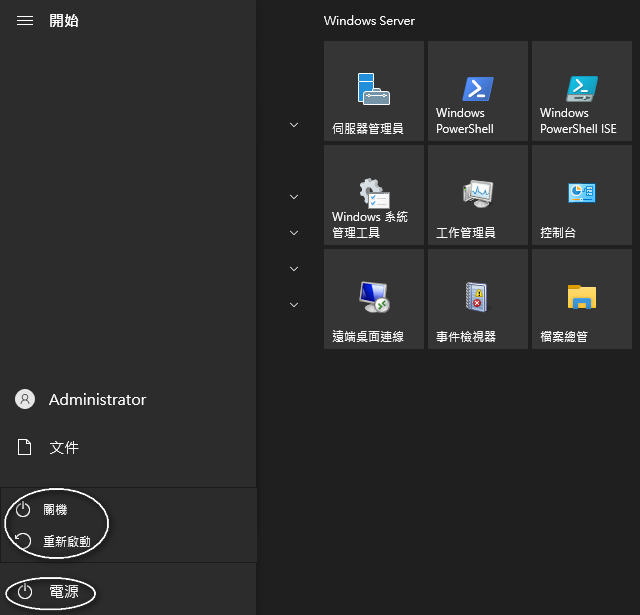 開始
Windows Server
伺服器管理員
Windows
PowerShell
Windows
PowerShell ISE
Windows 系統
管理工具
工作管理員
控制台
遠端桌面連線
事件檢視器
檔案總管
Administrator
文件
關機
重新啟動
電源